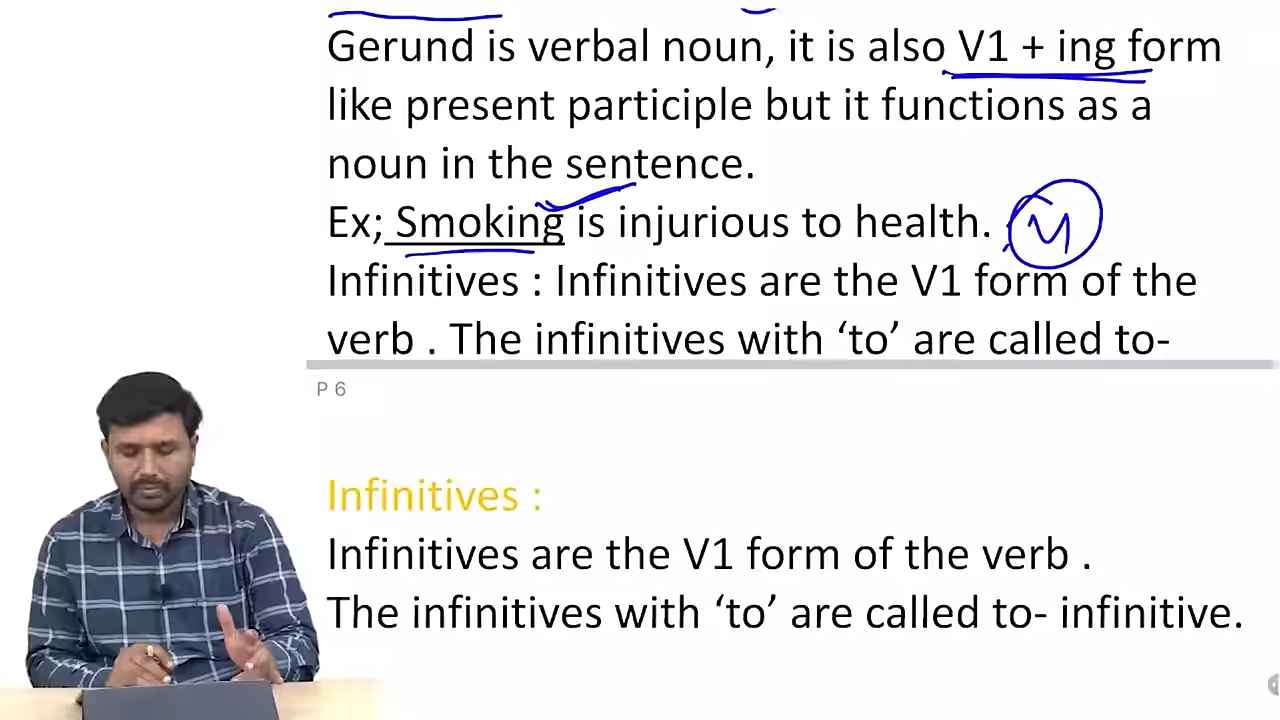 Gerund is verbal noun, it is also V1 + ing form
like present participle but it functions as a
noun in the sentence.
Ex; Smoking is injurious to health.
Infinitives : Infinitives are the V1 form of the
verb . The infinitives with ‘to’ are called to-
P 6
Infinitives :
Infinitives are the V1 form of the verb .
The infinitives with ‘to’ are called to- infinitive.